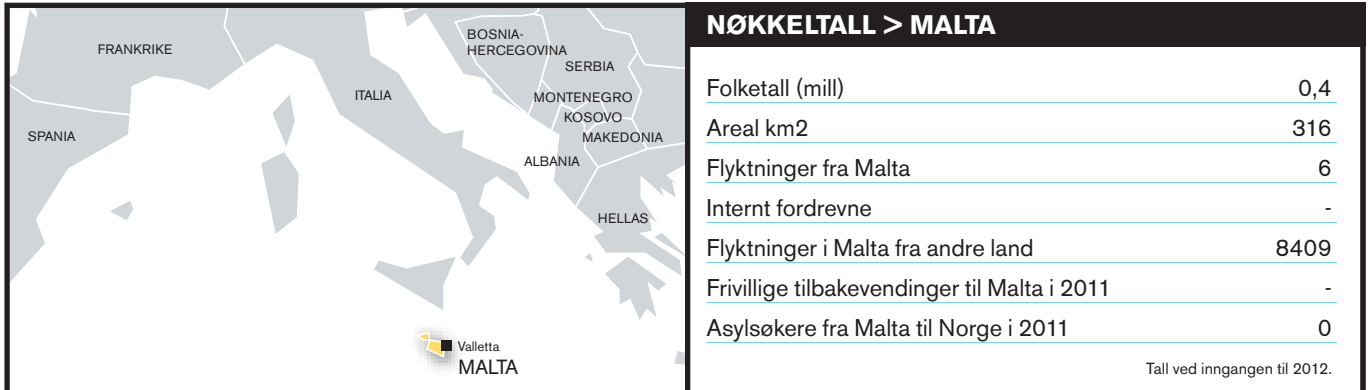 FRANKRIKE
SPANIA
ITALIA
BOSNIA-
HERCEGOVINA
SERBIA
MONTENEGRO
KOSOVO
MAKEDONIA
ALBANIA
HELLAS
Valletta
MALTA
NØKKELTALL > MALTA
Folketall (mill) 0,4
Areal km2 316
Flyktninger fra Malta 6
Internt fordrevne -
Flyktninger i Malta fra andre land 8409
Frivillige tilbakevendinger til Malta i 2011 -
Asylsøkere fra Malta til Norge i 2011 0
Tall ved inngangen til 2012.